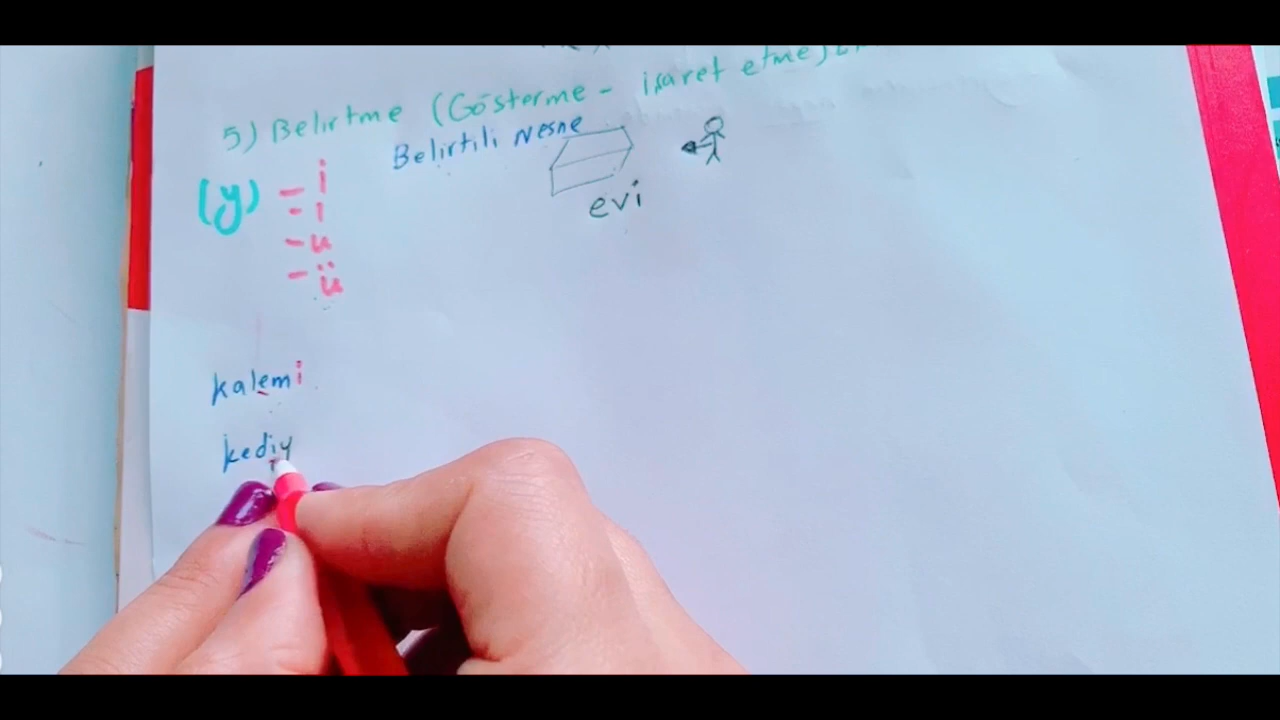 5) Belirtme (Gösterme - işaret etme)
Belirtili Nesne
(y) - i
- ı
- u
- ü
evi
kalemi
kediy